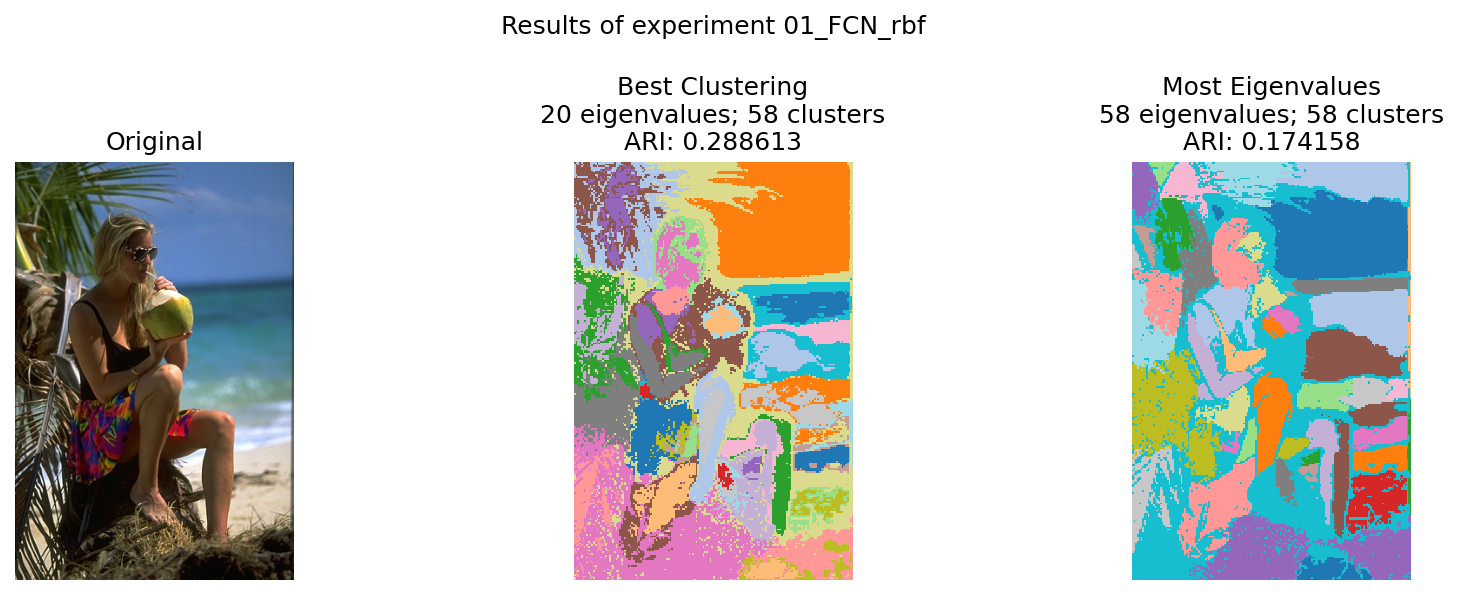 Results of experiment 01_FCN_rbf
Original
Best Clustering
20 eigenvalues; 58 clusters
ARI: 0.288613
Most Eigenvalues
58 eigenvalues; 58 clusters
ARI: 0.174158